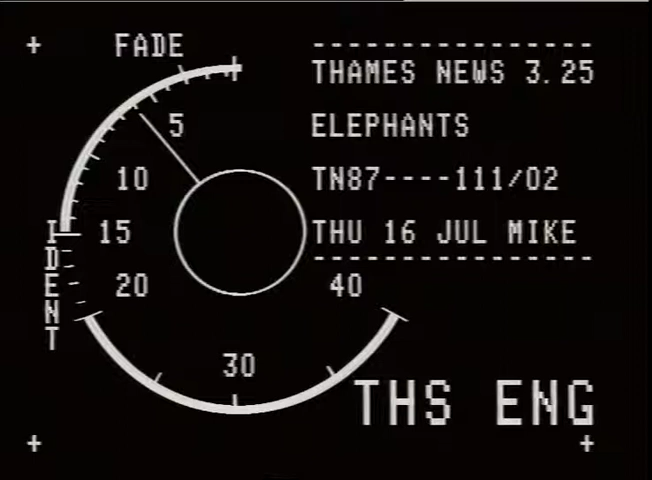 FADE
THAMES NEWS 3.25
5
ELEPHANTS
10
TN87----111/02
IDENT
15
THU 16 JUL MIKE
20
40
30
THS ENG